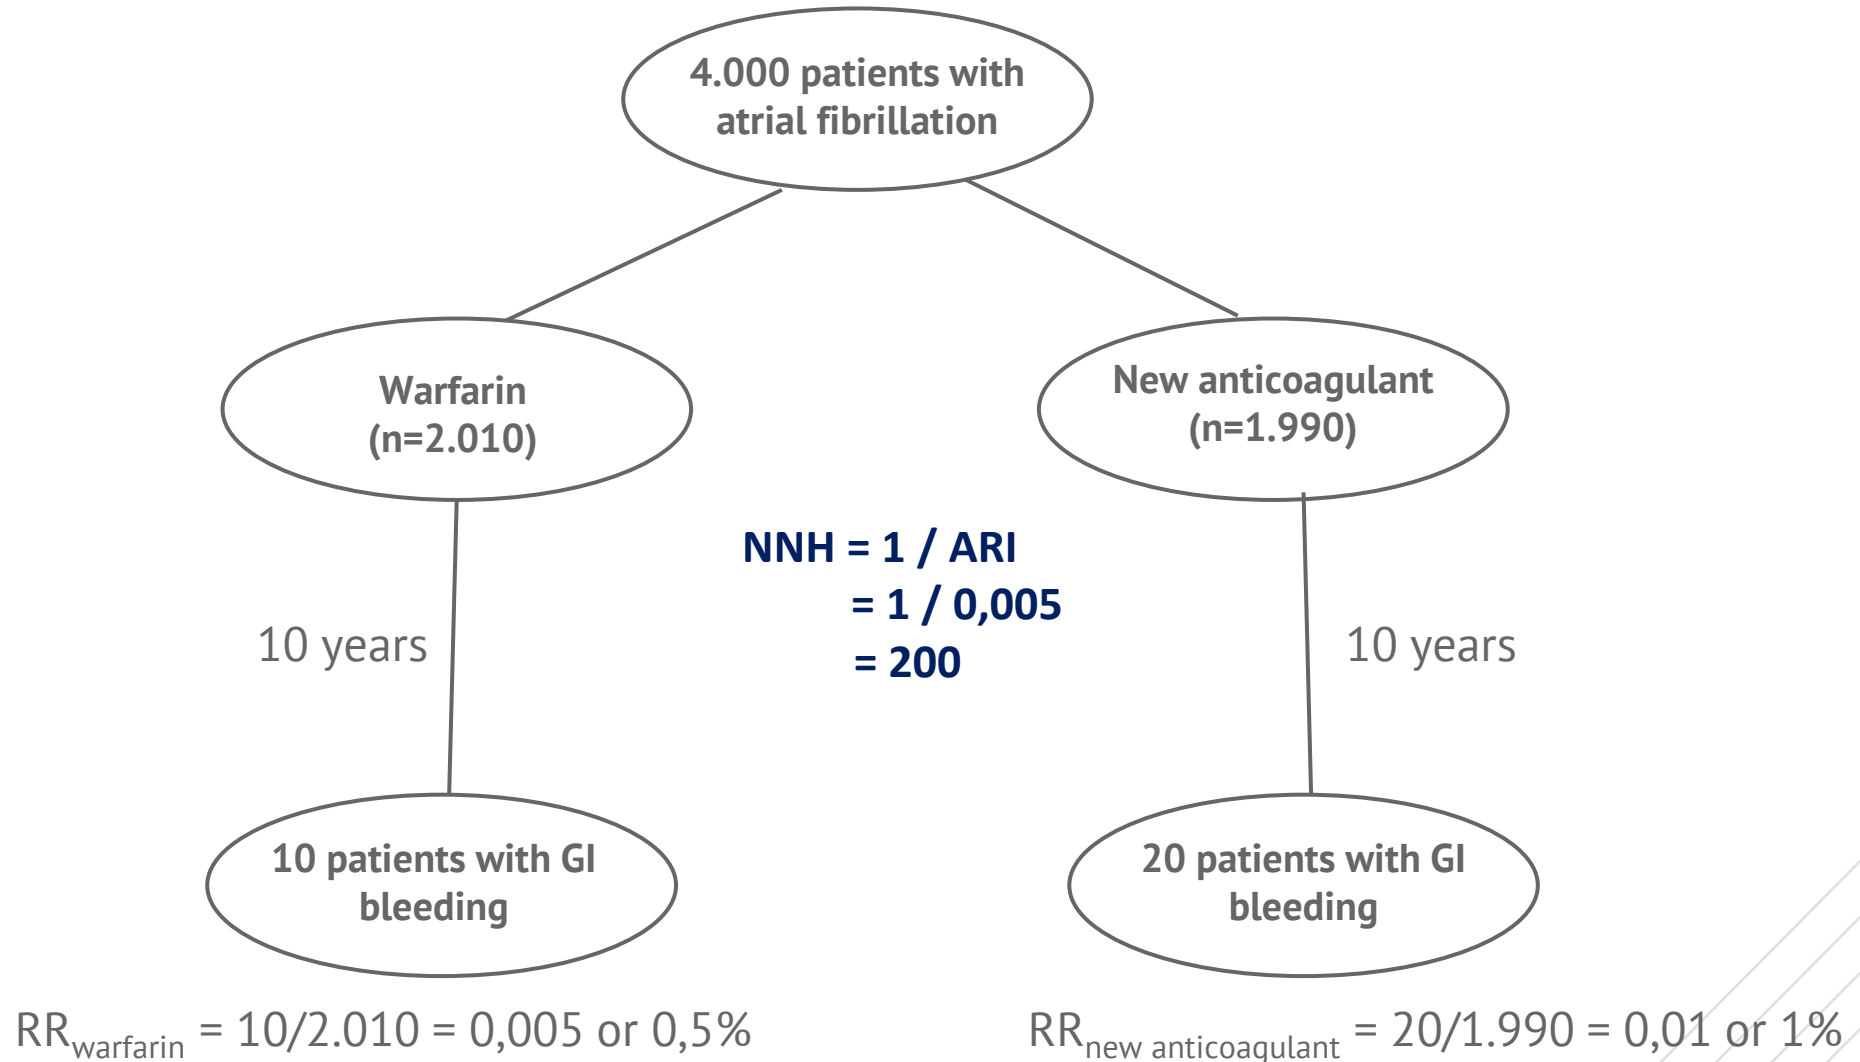 4.000 patients with
atrial fibrillation
Warfarin
(n=2.010)
New anticoagulant
(n=1.990)
NNH = 1 / ARI
= 1 / 0,005
= 200
10 years
10 years
10 patients with GI
bleeding
20 patients with GI
bleeding
RRwarfarin = 10/2.010 = 0,005 or 0,5%
RRnew anticoagulant = 20/1.990 = 0,01 or 1%